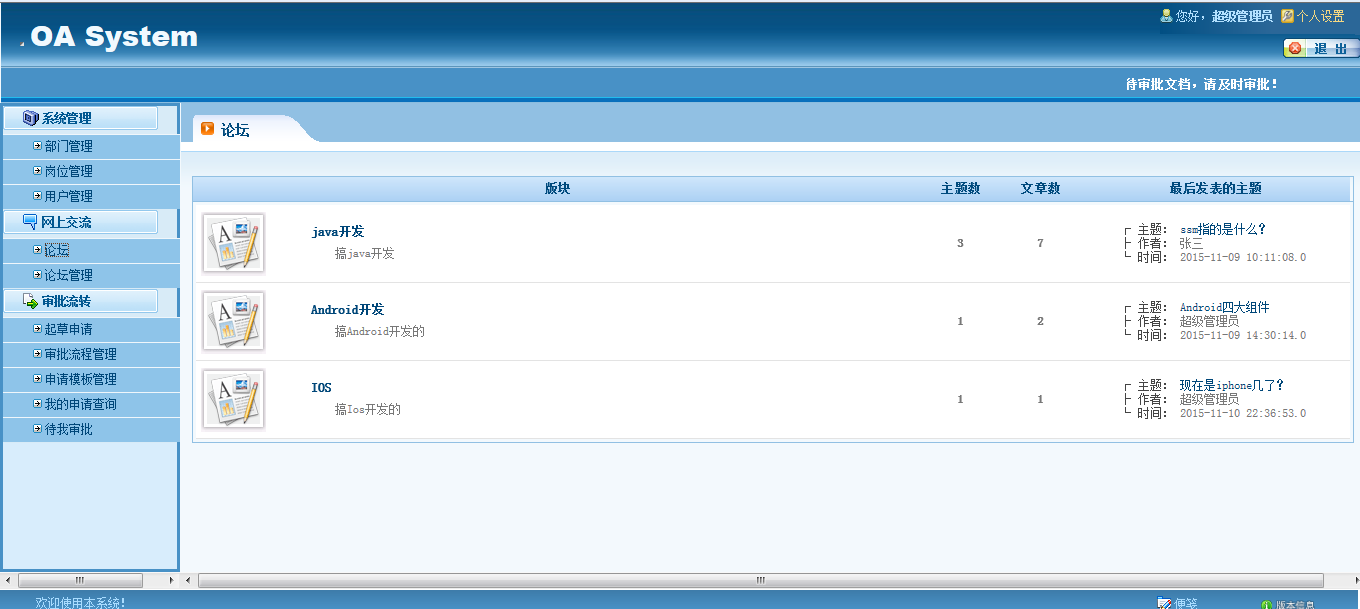 您好，超级管理员 个人设置
OA System
退 出
待审批文档，请及时审批！
系统管理
部门管理
岗位管理
用户管理
网上交流
论坛
论坛管理
审批流转
起草申请
审批流程管理
申请模板管理
我的申请查询
待我审批
论坛
版块 主题数 文章数 最后发表的主题
java开发
搞java开发
3 7
┌ 主题： ssm指的是什么？
├ 作者： 张三
└ 时间： 2015-11-09 10:11:08.0
Android开发
搞Android开发的
1 2
┌ 主题： Android四大组件
├ 作者： 超级管理员
└ 时间： 2015-11-09 14:30:14.0
IOS
搞Ios开发的
1 1
┌ 主题： 现在是iphone几了？
├ 作者： 超级管理员
└ 时间： 2015-11-10 22:36:53.0
欢迎使用本系统！ 便笺 版本信息